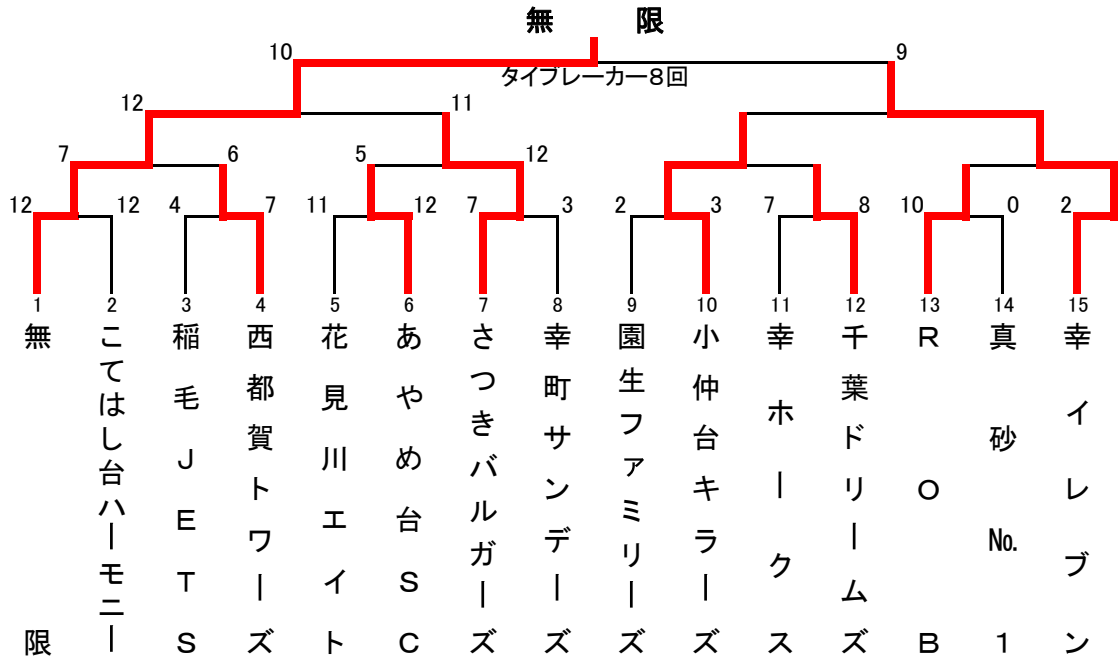 無　限
10 9
タイブレーカー８回
12 11
7 6 5 12
12 12 4 7 11 12 7 3 2 3 7 8 10 0 2
1 2 3 4 5 6 7 8 9 10 11 12 13 14 15
無限
こてはし台ハーモニー
稲毛ＪＥＴＳ
西都賀トワーズ
花見川エイト
あやめ台ＳＣ
さつきバルガーズ
幸町サンデーズ
園生ファミリーズ
小仲台キラーズ
幸ホークス
千葉ドリームズ
ＲＯＢ
真砂№１
幸イレブン